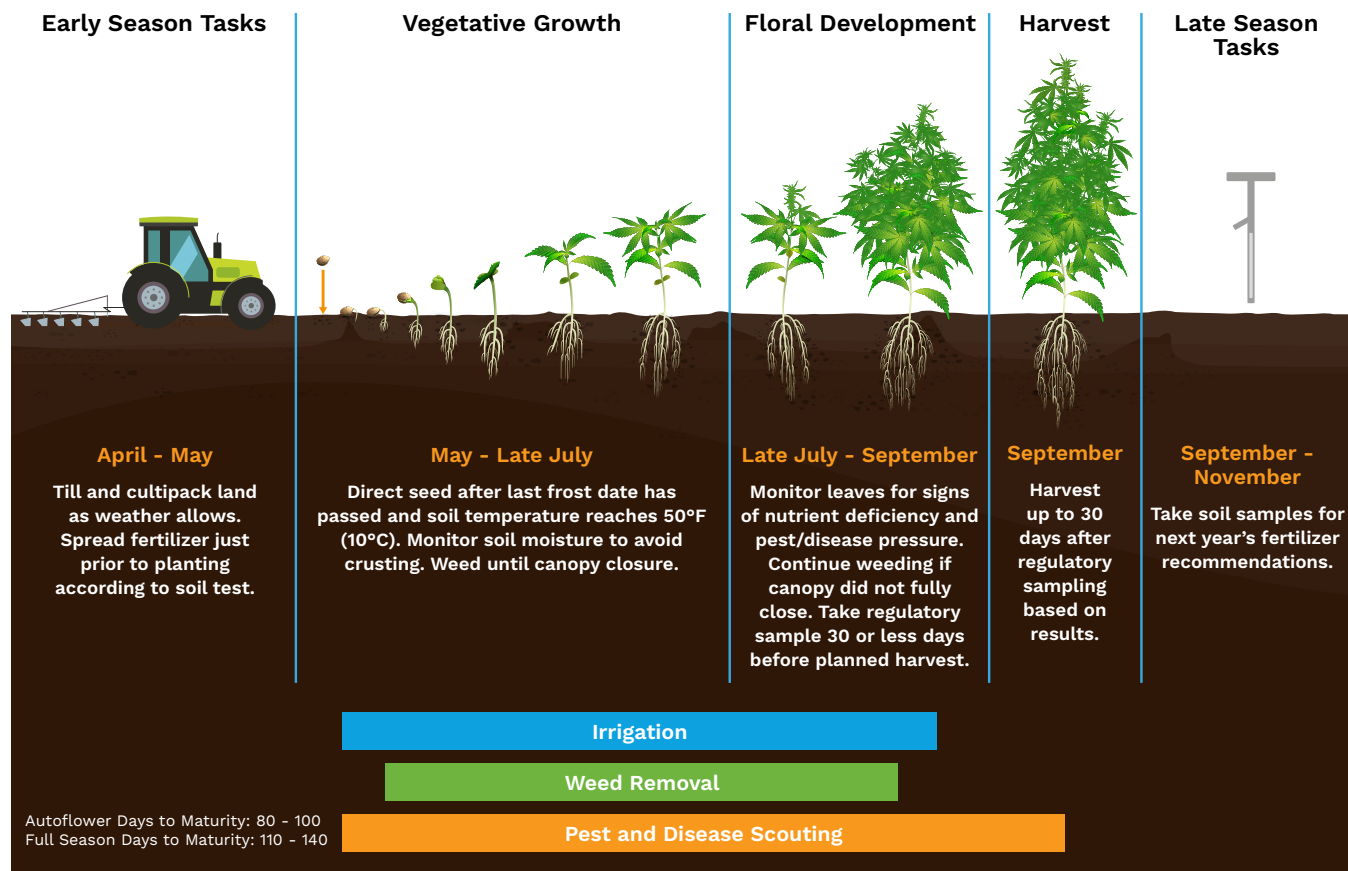 Early Season Tasks
Vegetative Growth
Floral Development
Harvest
Late Season
Tasks
April - May
Till and cultipack land
as weather allows.
Spread fertilizer just
prior to planting
according to soil test.
May - Late July
Direct seed after last frost date has
passed and soil temperature reaches 50°F
(10°C). Monitor soil moisture to avoid
crusting. Weed until canopy closure.
Late July - September
Monitor leaves for signs
of nutrient deficiency and
pest/disease pressure.
Continue weeding if
canopy did not fully
close. Take regulatory
sample 30 or less days
before planned harvest.
September
Harvest
up to 30
days after
regulatory
sampling
based on
results.
September -
November
Take soil samples for
next year’s fertilizer
recommendations.
Irrigation
Weed Removal
Pest and Disease Scouting
Autoflower Days to Maturity: 80 - 100
Full Season Days to Maturity: 110 - 140